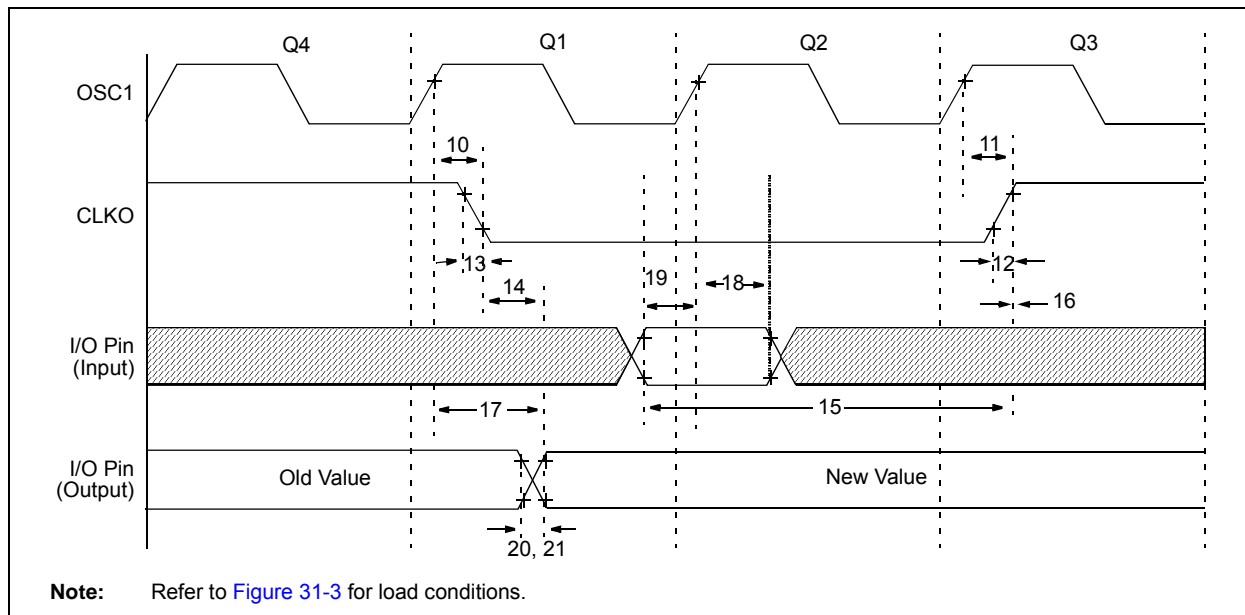 Q4 Q1 Q2 Q3
OSC1
10 11
CLKO
13 12
14 19 18 16
I/O Pin
(Input)
17 15
I/O Pin
(Output)
Old Value New Value
20, 21
Note: Refer to Figure 31-3 for load conditions.